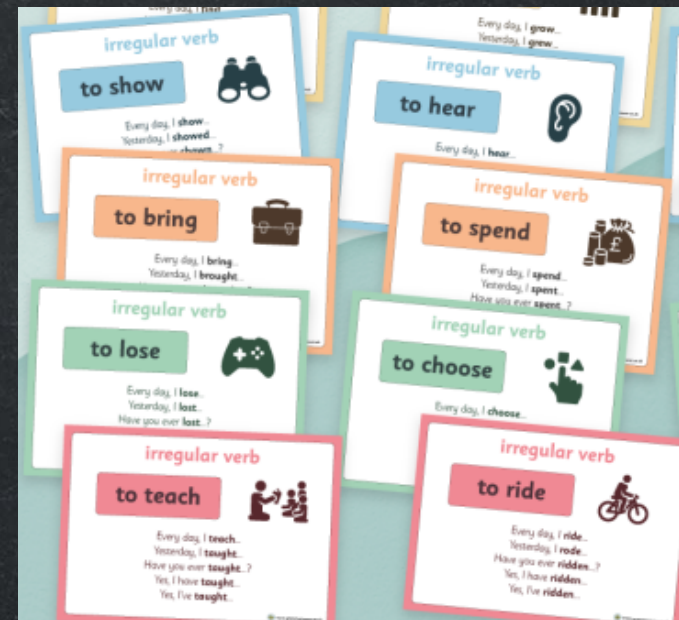 Every day, I find...
Every day, I grow...
Yesterday, I grew...
irregular verb
to show
Every day, I show...
Yesterday, I showed...
shown...?
irregular verb
to hear
Every day, I hear...
irregular verb
to bring
Every day, I bring...
Yesterday, I brought...
irregular verb
to spend
Every day, I spend...
Yesterday, I spent...
Have you ever spent...?
irregular verb
to lose
Every day, I lose...
Yesterday, I lost...
Have you ever lost...?
irregular verb
to choose
Every day, I choose...
irregular verb
to teach
Every day, I teach...
Yesterday, I taught...
Have you ever taught...?
Yes, I have taught...
Yes, I've taught...
irregular verb
to ride
Every day, I ride...
Yesterday, I rode...
Have you ever ridden...?
Yes, I have ridden...
Yes, I've ridden...